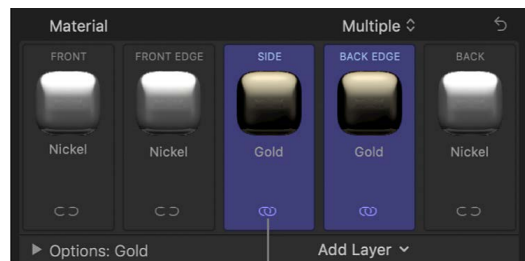 Material Multiple
FRONT FRONT EDGE SIDE BACK EDGE BACK
Nickel Nickel Gold Gold Nickel
Options: Gold Add Layer